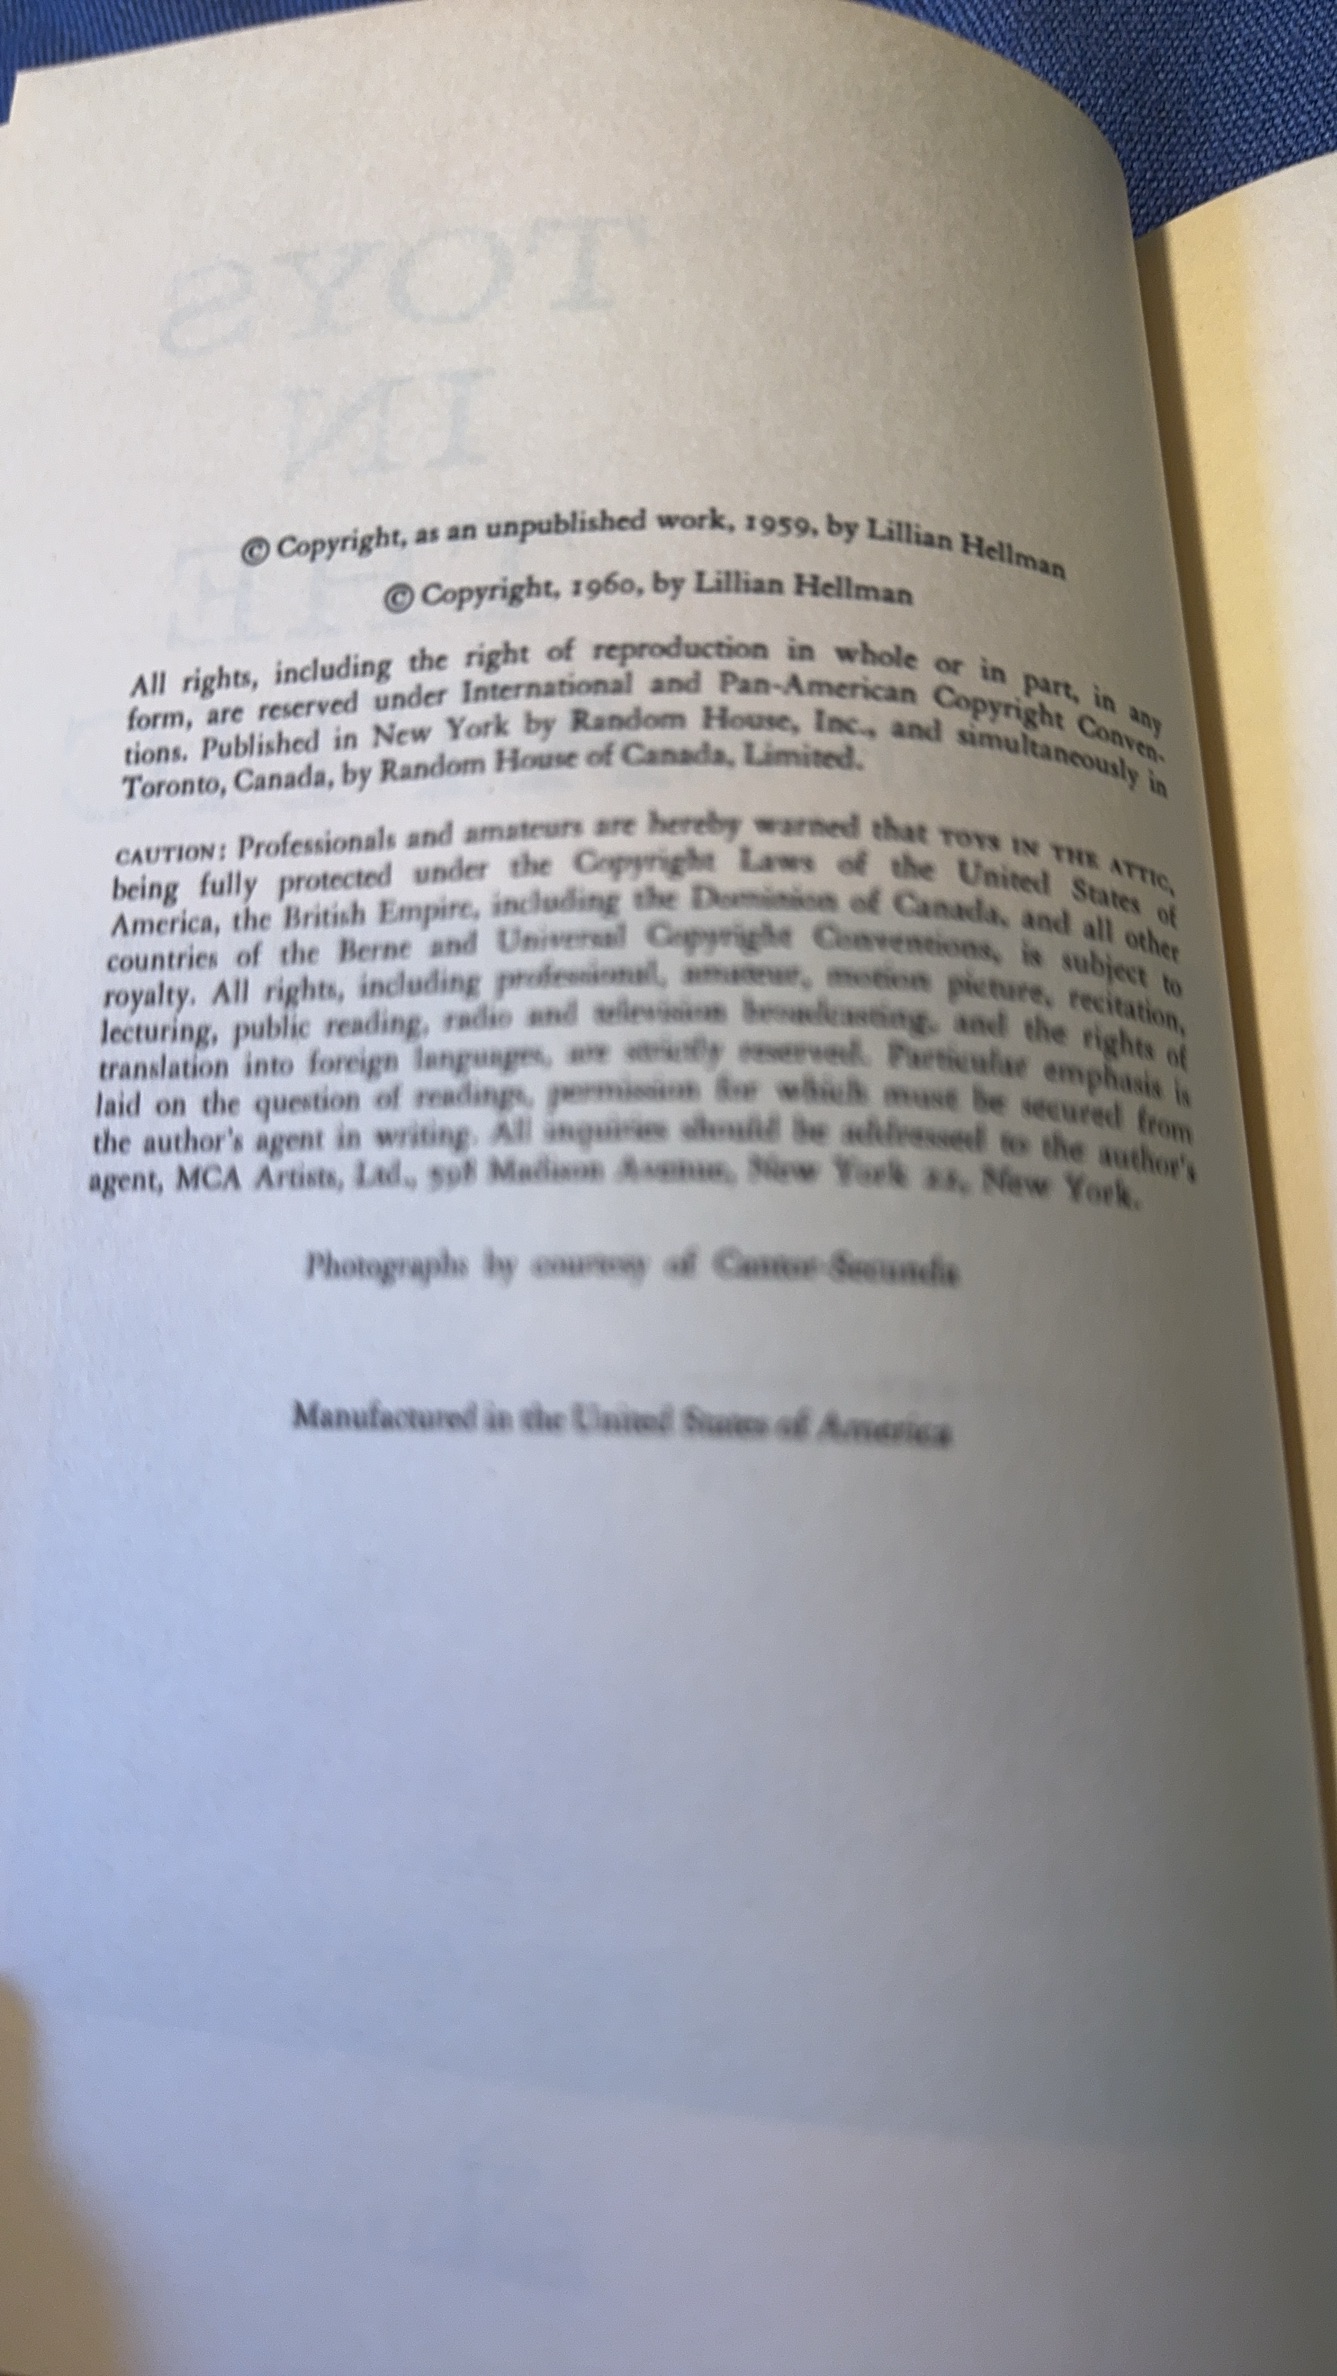 © Copyright, as an unpublished work, 1959, by Lillian Hellman
© Copyright, 1960, by Lillian Hellman
All rights, including the right of reproduction in whole or in part, in any
form, are reserved under International and Pan-American Copyright Conven-
tions. Published in New York by Random House, Inc., and simultaneously in
Toronto, Canada, by Random House of Canada, Limited.
CAUTION: Professionals and amateurs are hereby warned that TOYS IN THE ATTIC,
being fully protected under the Copyright Laws of the United States of
America, the British Empire, including the Dominion of Canada, and all other
countries of the Berne and Universal Copyright Conventions, is subject to
royalty. All rights, including professional, amateur, motion picture, recitation,
lecturing, public reading, radio and television broadcasting, and the rights of
translation into foreign languages, are strictly reserved. Particular emphasis is
laid on the question of readings, permission for which must be secured from
the author's agent in writing. All inquiries should be addressed to the author's
agent, MCA Artists, Ltd., 598 Madison Avenue, New York 22, New York.
Photographs by courtesy of
Manufactured in the United States of America